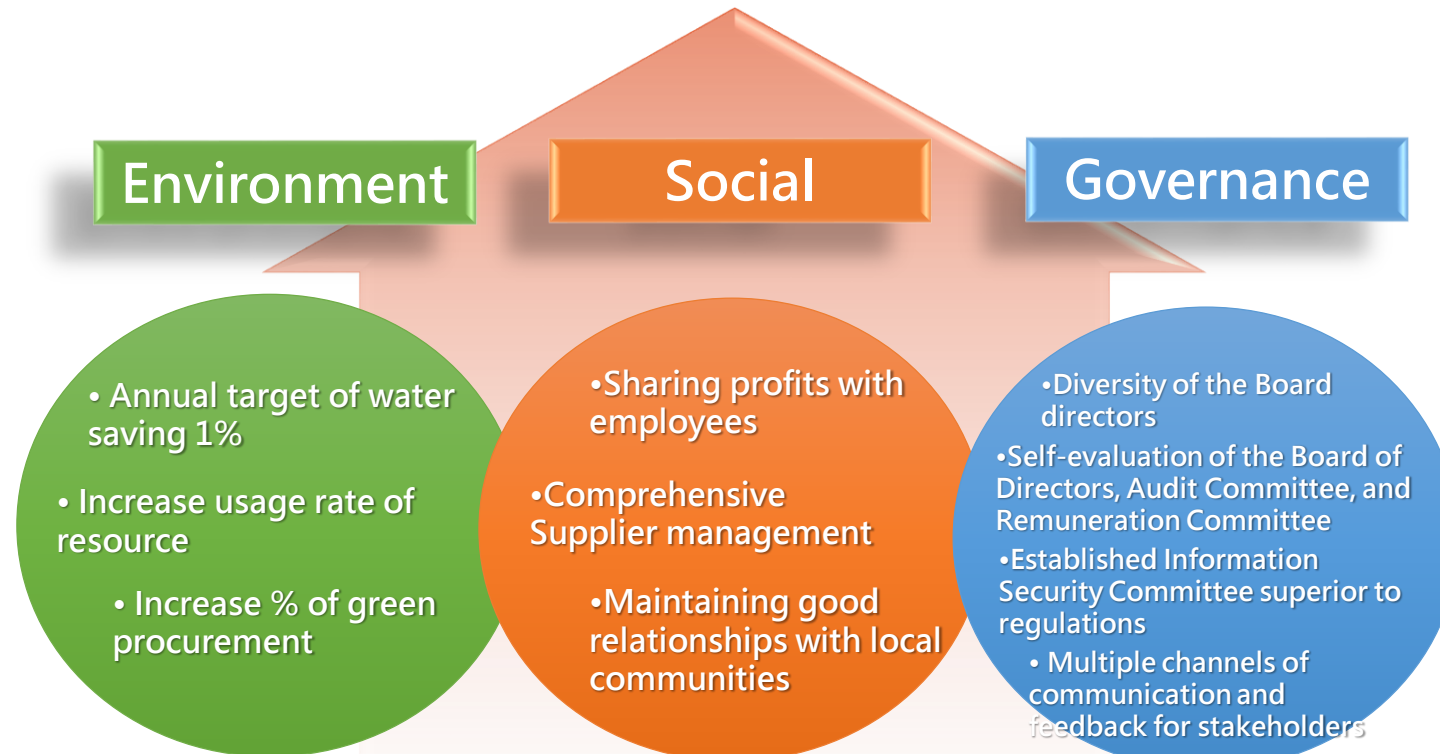 Environment
• Annual target of water
saving 1%
• Increase usage rate of
resource
• Increase % of green
procurement
Social
•Sharing profits with
employees
•Comprehensive
Supplier management
•Maintaining good
relationships with local
communities
Governance
•Diversity of the Board
directors
•Self-evaluation of the Board of
Directors, Audit Committee, and
Remuneration Committee
•Established Information
Security Committee superior to
regulations
• Multiple channels of
communication and
feedback for stakeholders